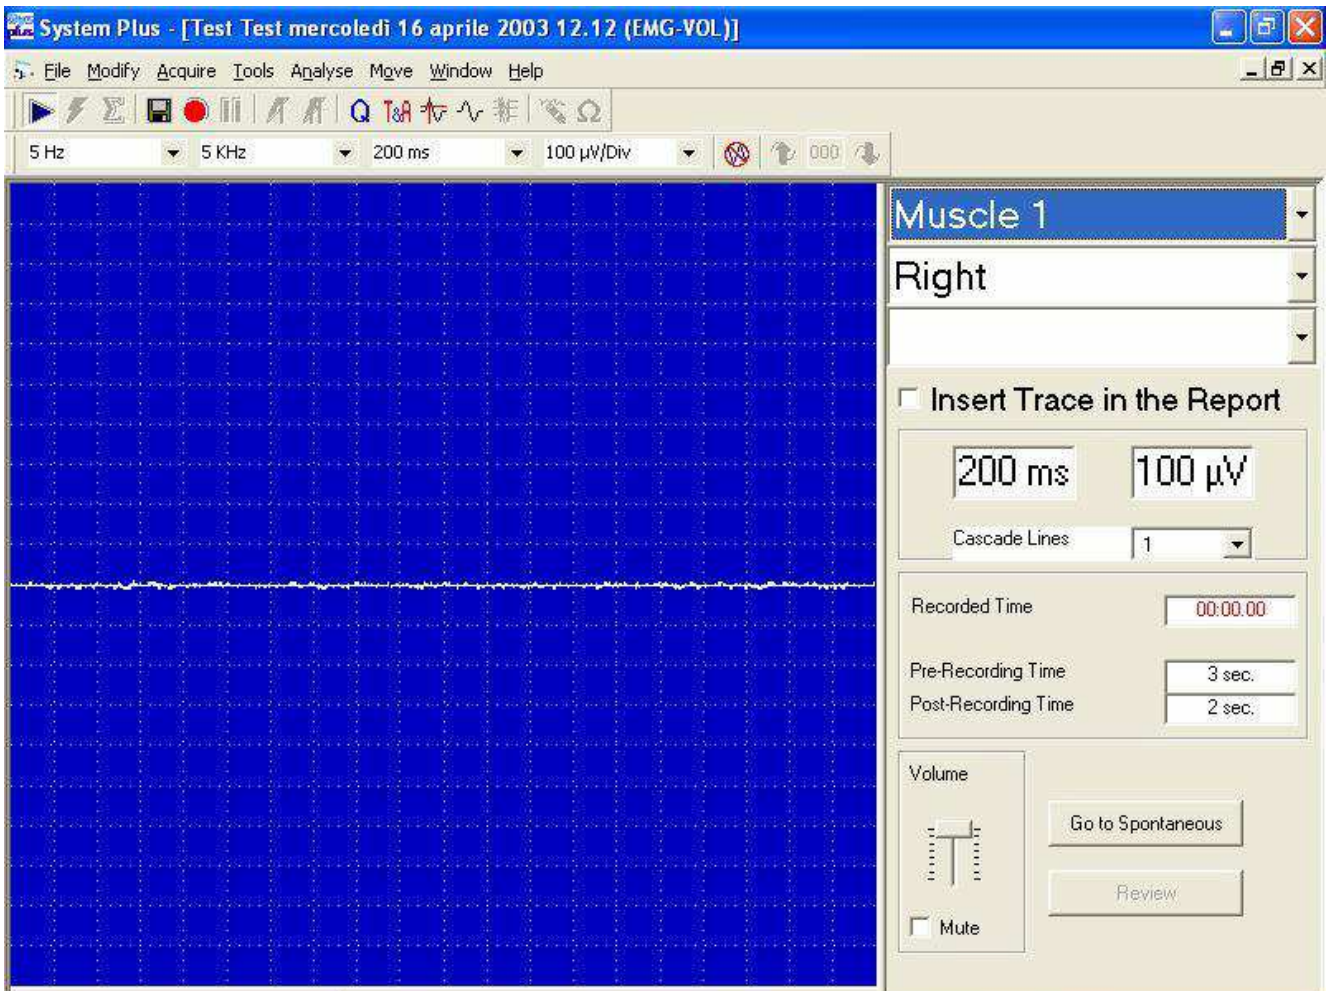 System Plus - [Test Test mercoledì 16 aprile 2003 12.12 (EMG-VOL)]
File Modify Acquire Tools Analyse Move Window Help
Q T&A Ω
5 Hz 5 KHz 200 ms 100 µV/Div 000
Muscle 1
Right
Insert Trace in the Report
200 ms 100 µV
Cascade Lines 1
Recorded Time 00:00.00
Pre-Recording Time 3 sec.
Post-Recording Time 2 sec.
Volume
Go to Spontaneous
Review
Mute